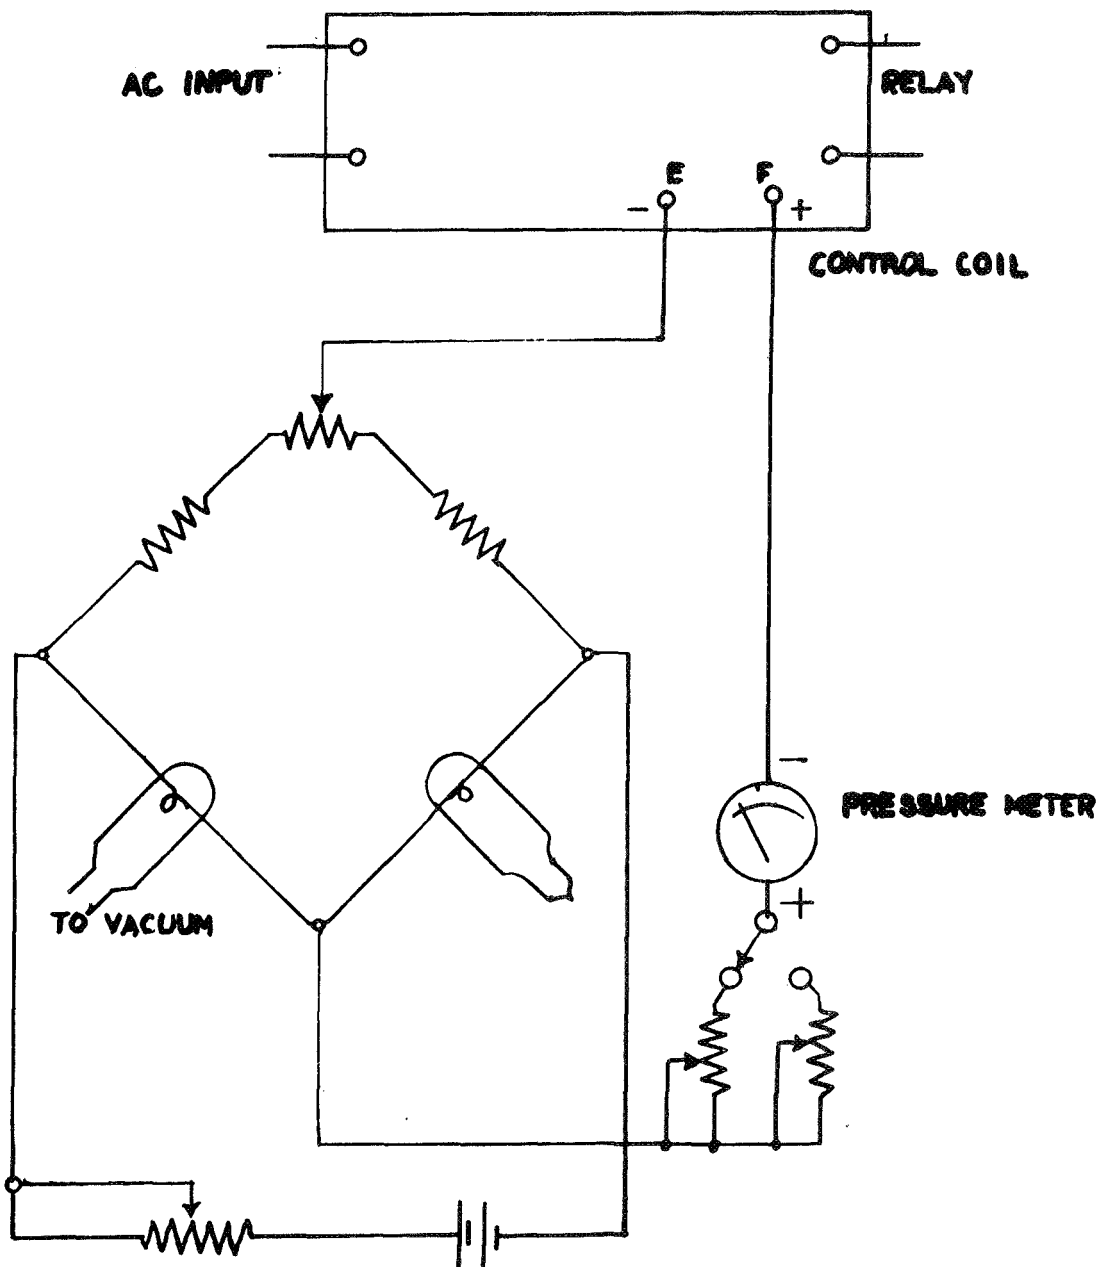 AC INPUT
RELAY
E F
- +
CONTROL COIL
-
PRESSURE METER
+
TO VACUUM